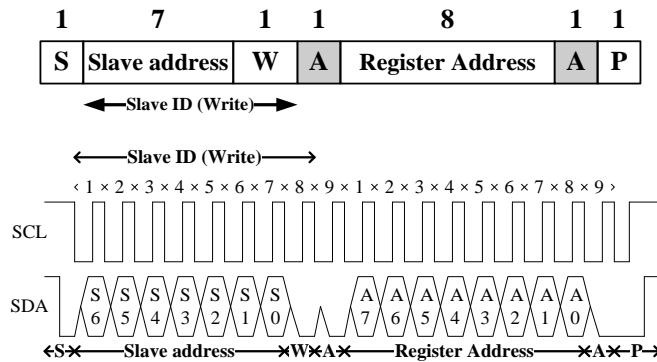 1 7 1 1 8 1 1
S Slave address W A Register Address A P
Slave ID (Write)
Slave ID (Write)
1 2 3 4 5 6 7 8 9 1 2 3 4 5 6 7 8 9
SCL
SDA S6 S5 S4 S3 S2 S1 S0 A7 A6 A5 A4 A3 A2 A1 A0
S Slave address W A Register Address A P